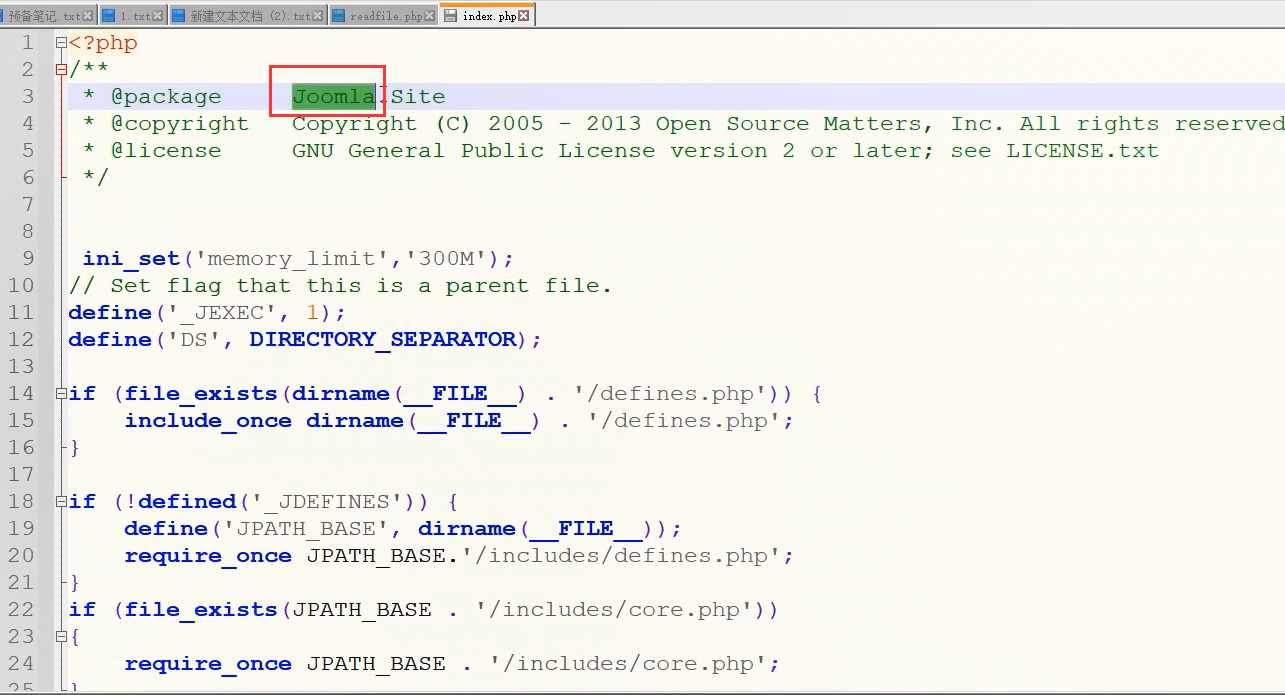 预备笔记.txt 1.txt 新建文本文档 (2).txt readfile.php index.php
1 <?php
2 /**
3 * @package Joomla.Site
4 * @copyright Copyright (C) 2005 - 2013 Open Source Matters, Inc. All rights reserved
5 * @license GNU General Public License version 2 or later; see LICENSE.txt
6 */
7
8
9 ini_set('memory_limit','300M');
10 // Set flag that this is a parent file.
11 define('_JEXEC', 1);
12 define('DS', DIRECTORY_SEPARATOR);
13
14 if (file_exists(dirname(__FILE__) . '/defines.php')) {
15 include_once dirname(__FILE__) . '/defines.php';
16 }
17
18 if (!defined('_JDEFINES')) {
19 define('JPATH_BASE', dirname(__FILE__));
20 require_once JPATH_BASE.'/includes/defines.php';
21 }
22 if (file_exists(JPATH_BASE . '/includes/core.php'))
23 {
24 require_once JPATH_BASE . '/includes/core.php';
25 }